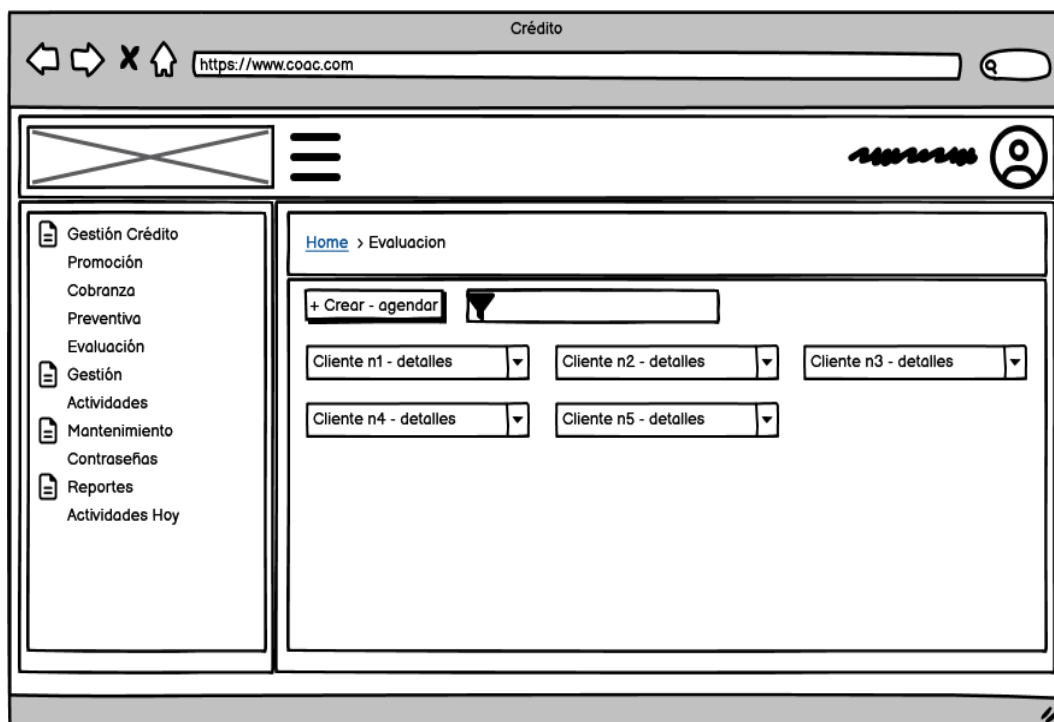 Crédito
https://www.coac.com
Gestión Crédito
Promoción
Cobranza
Preventiva
Evaluación
Gestión
Actividades
Mantenimiento
Contraseñas
Reportes
Actividades Hoy
Home > Evaluacion
+ Crear - agendar
Cliente n1 - detalles
Cliente n2 - detalles
Cliente n3 - detalles
Cliente n4 - detalles
Cliente n5 - detalles